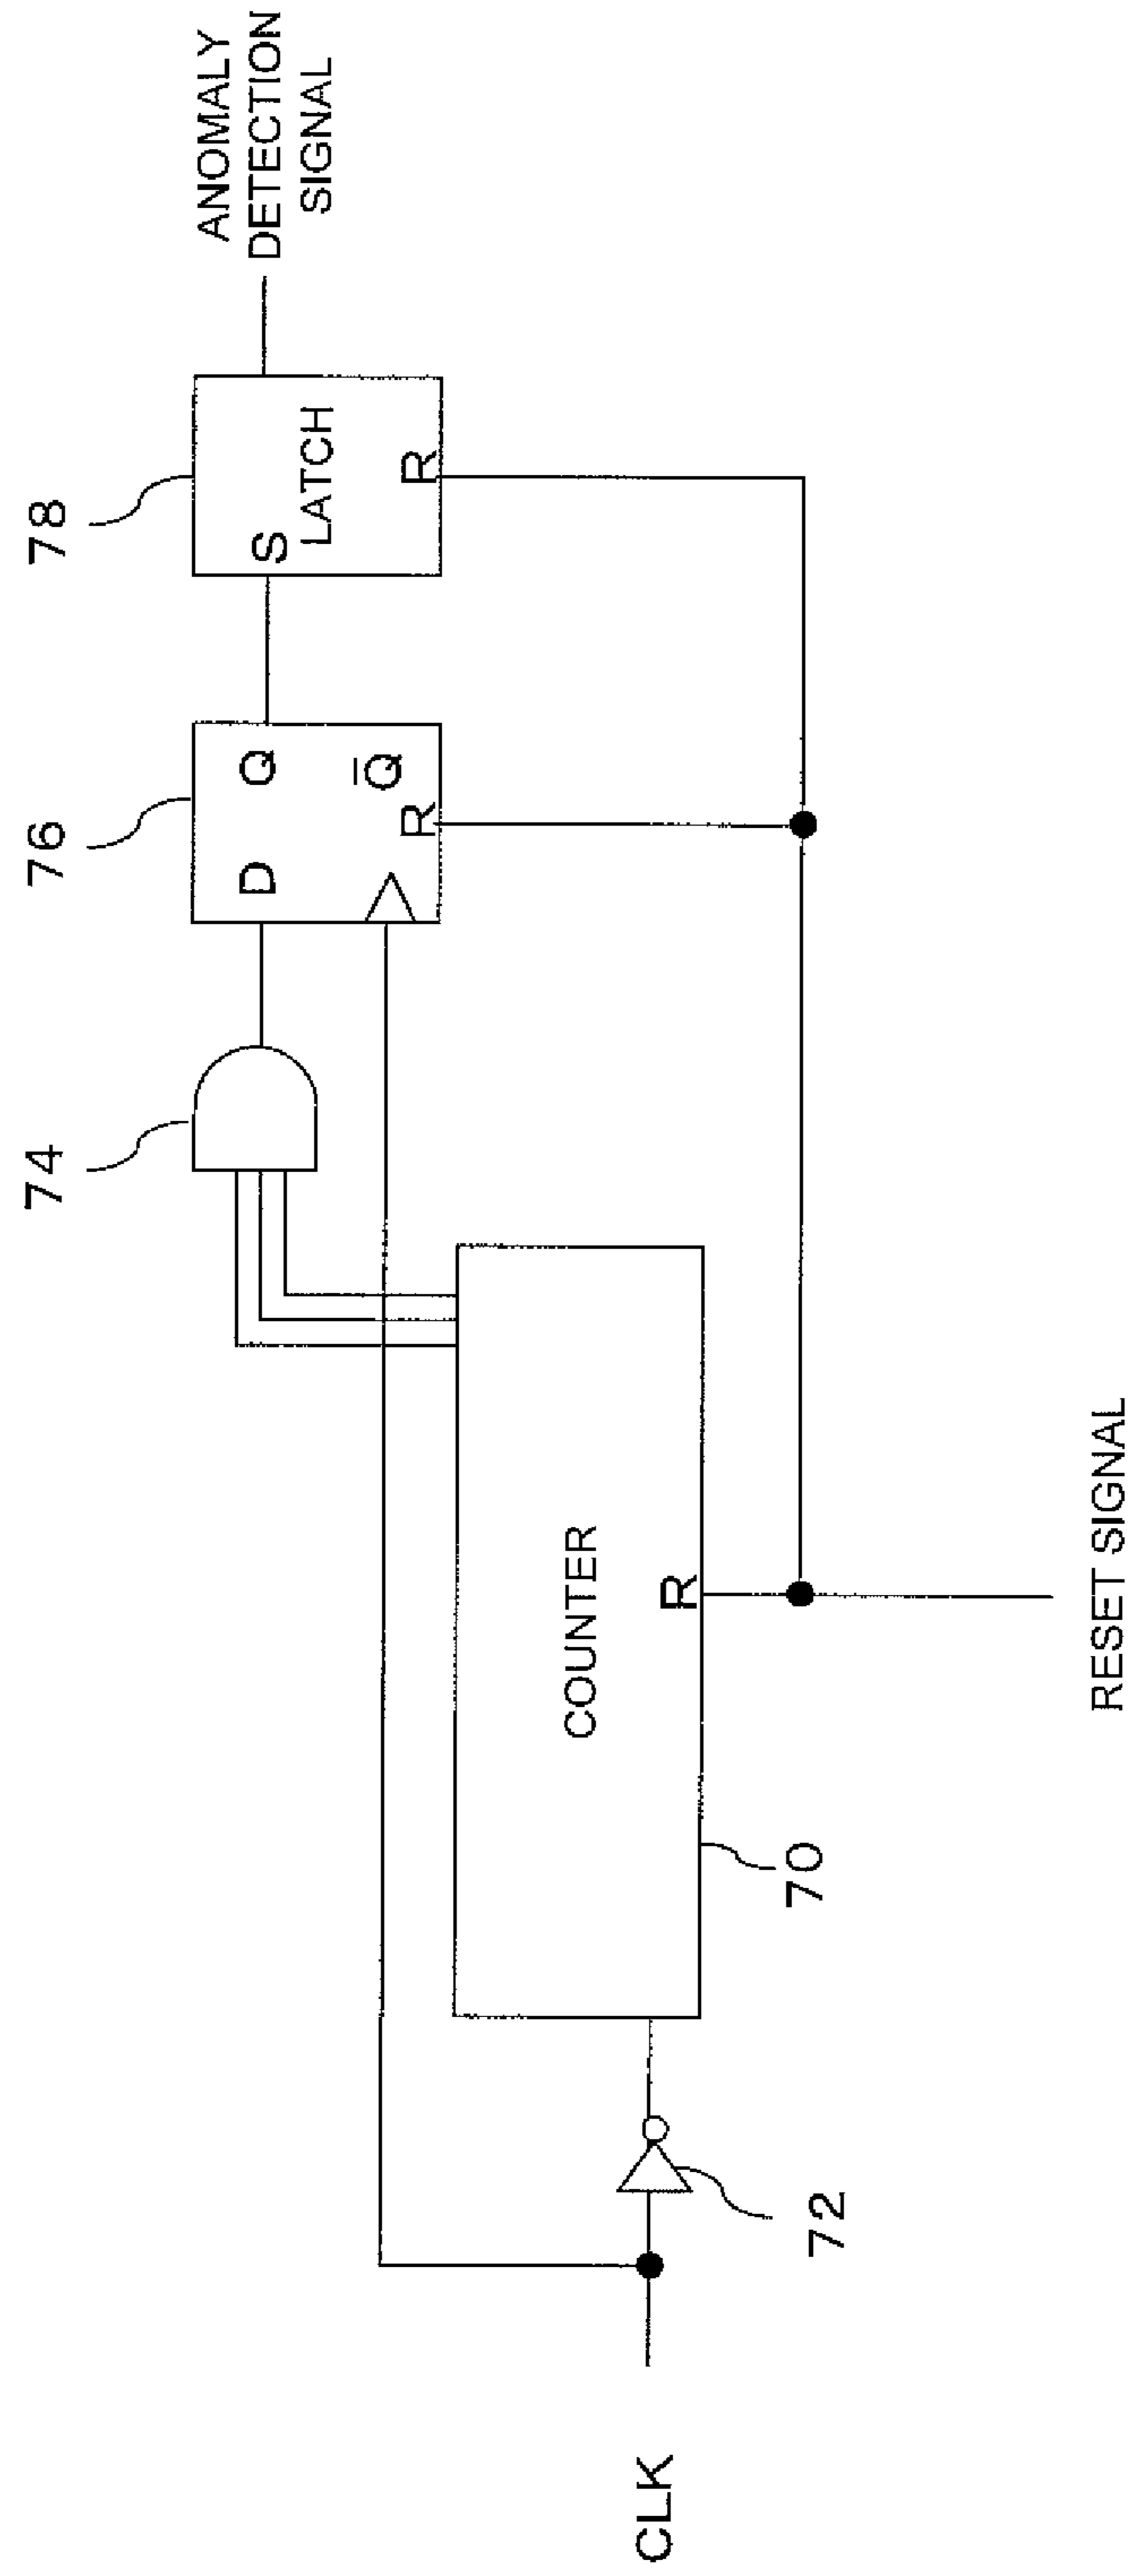 78
76
74
ANOMALY
DETECTION
SIGNAL
D
Q
Q̅
R
S
LATCH
R
COUNTER
R
70
72
CLK
RESET SIGNAL